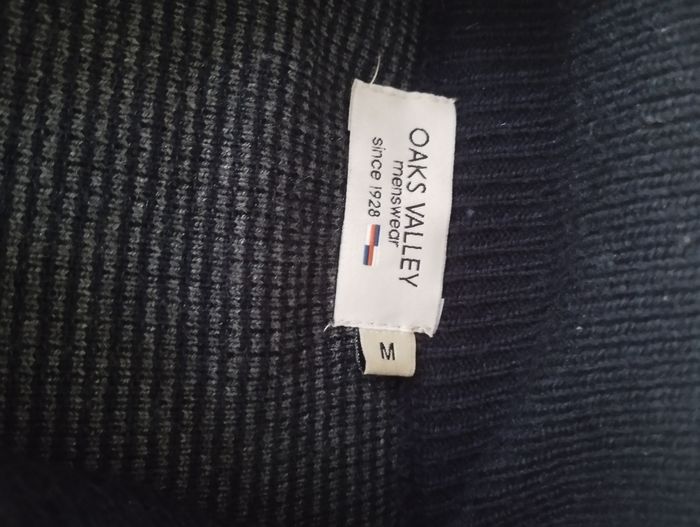 OAKS VALLEY
menswear
since 1928
M